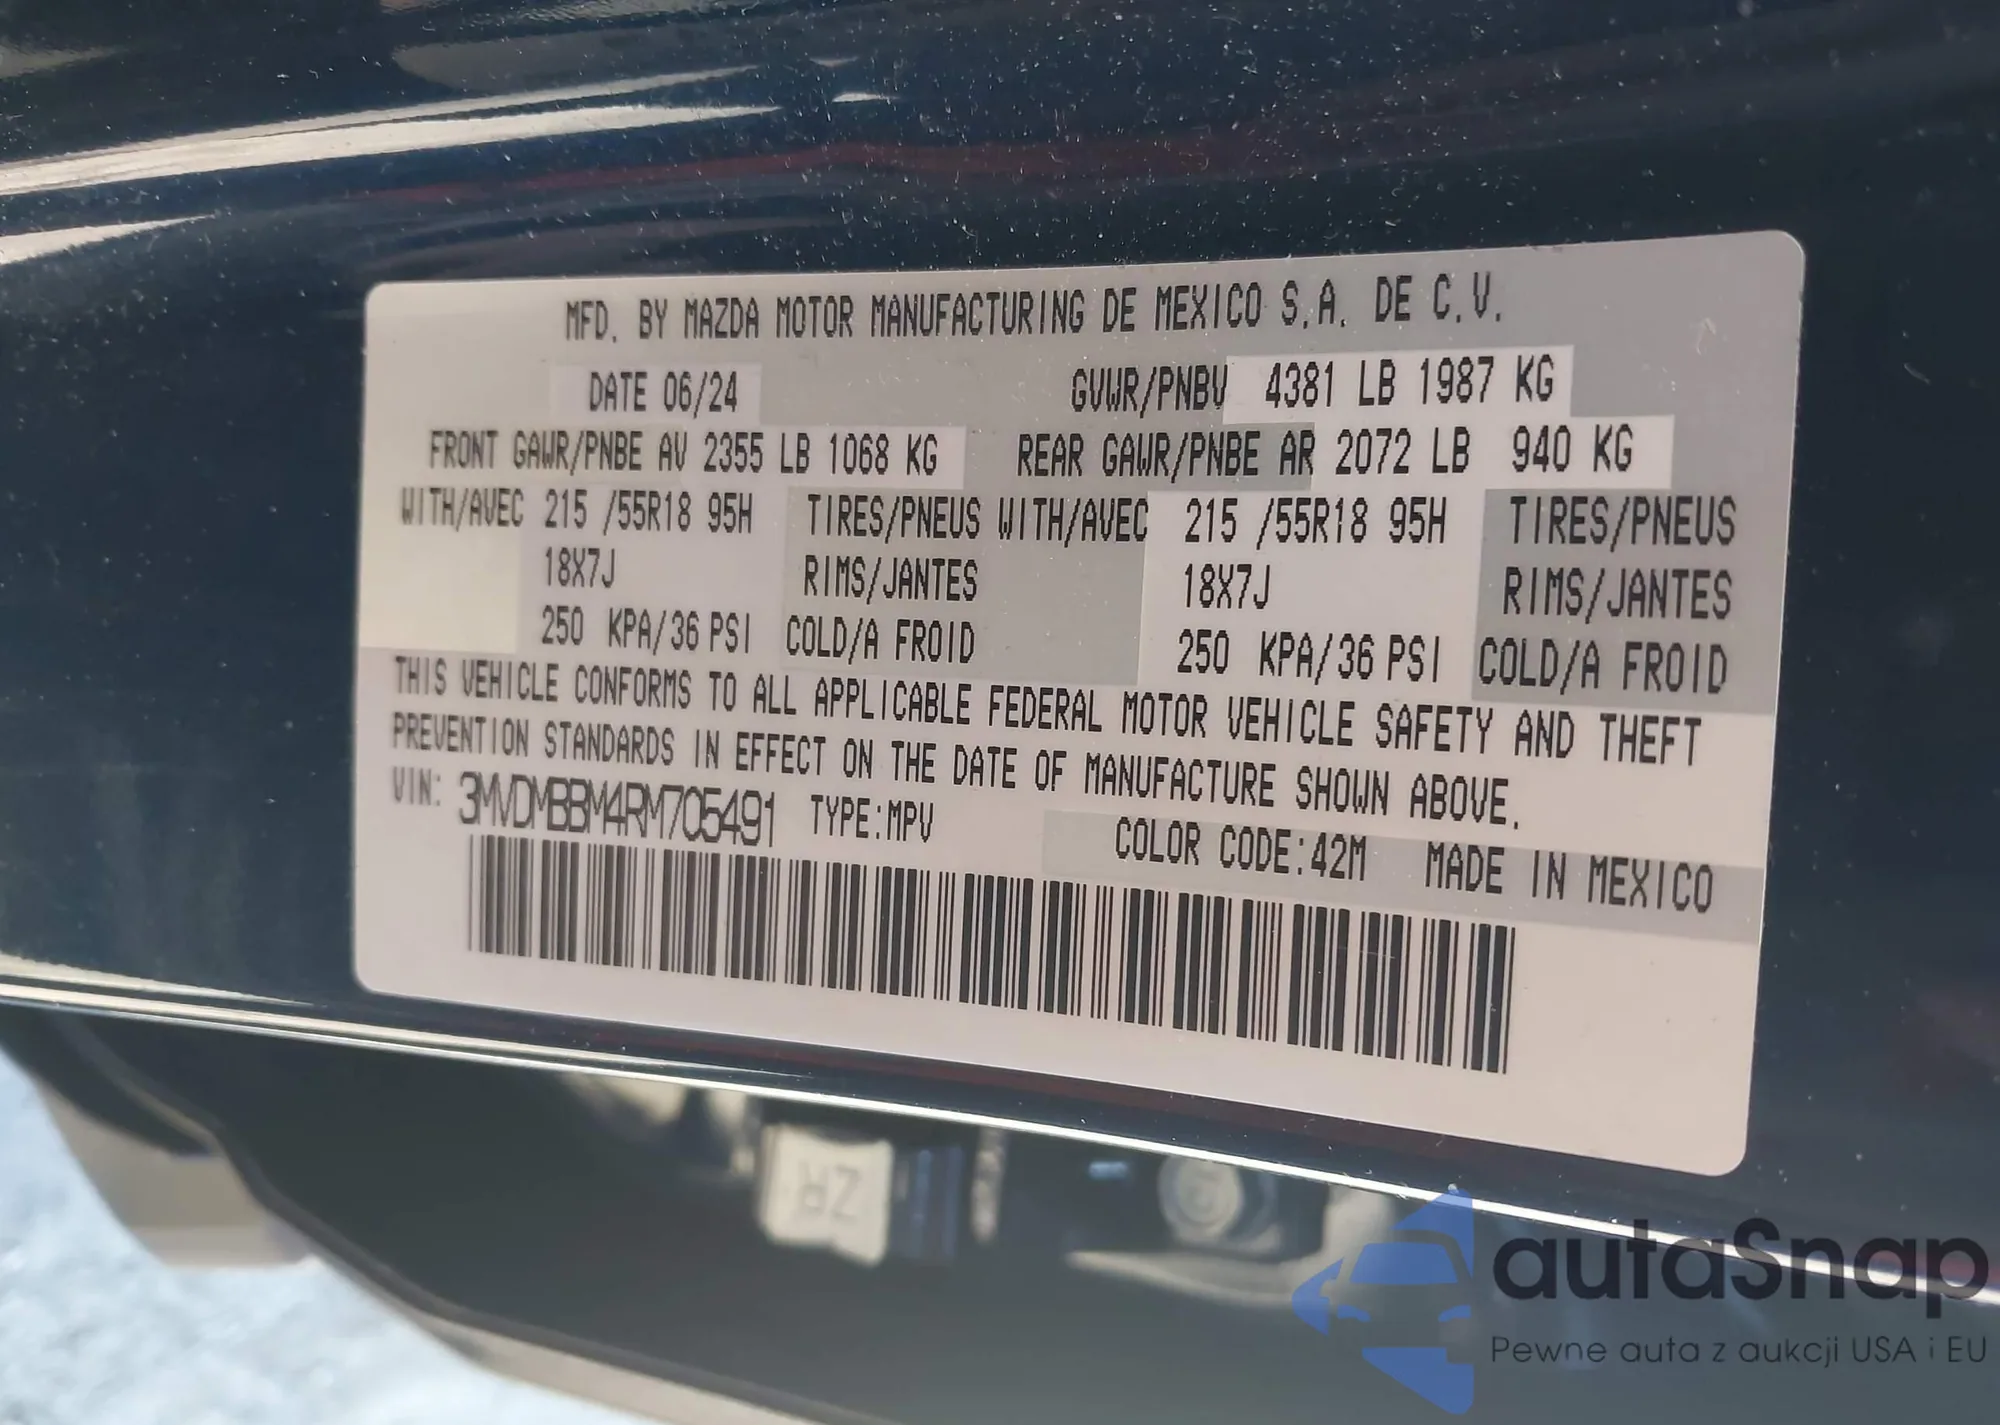 MFD. BY MAZDA MOTOR MANUFACTURING DE MEXICO S.A. DE C.V.
DATE 06/24 GVWR/PNBV 4381 LB 1987 KG
FRONT GAWR/PNBE AV 2355 LB 1068 KG REAR GAWR/PNBE AR 2072 LB 940 KG
WITH/AVEC 215 /55R18 95H TIRES/PNEUS WITH/AVEC 215 /55R18 95H TIRES/PNEUS
18X7J RIMS/JANTES 18X7J RIMS/JANTES
250 KPA/36 PSI COLD/A FROID 250 KPA/36 PSI COLD/A FROID
THIS VEHICLE CONFORMS TO ALL APPLICABLE FEDERAL MOTOR VEHICLE SAFETY AND THEFT
PREVENTION STANDARDS IN EFFECT ON THE DATE OF MANUFACTURE SHOWN ABOVE.
VIN: 3MVDMBBM4RM705491 TYPE:MPV COLOR CODE:42M MADE IN MEXICO
ZR
autaSnap
Pewne auta z aukcji USA i EU